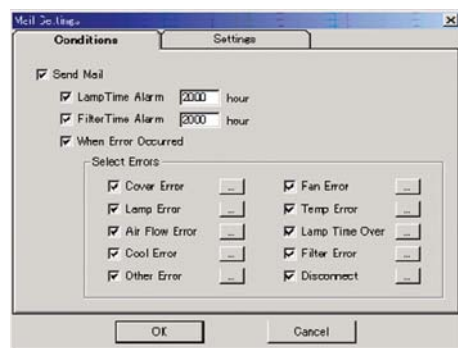 Mail Settings
Conditions Settings
Send Mail
LampTime Alarm 2000 hour
FilterTime Alarm 2000 hour
When Error Occurred
Select Errors
Cover Error ... Fan Error ...
Lamp Error ... Temp Error ...
Air Flow Error ... Lamp Time Over ...
Cool Error ... Filter Error ...
Other Error ... Disconnect ...
OK Cancel